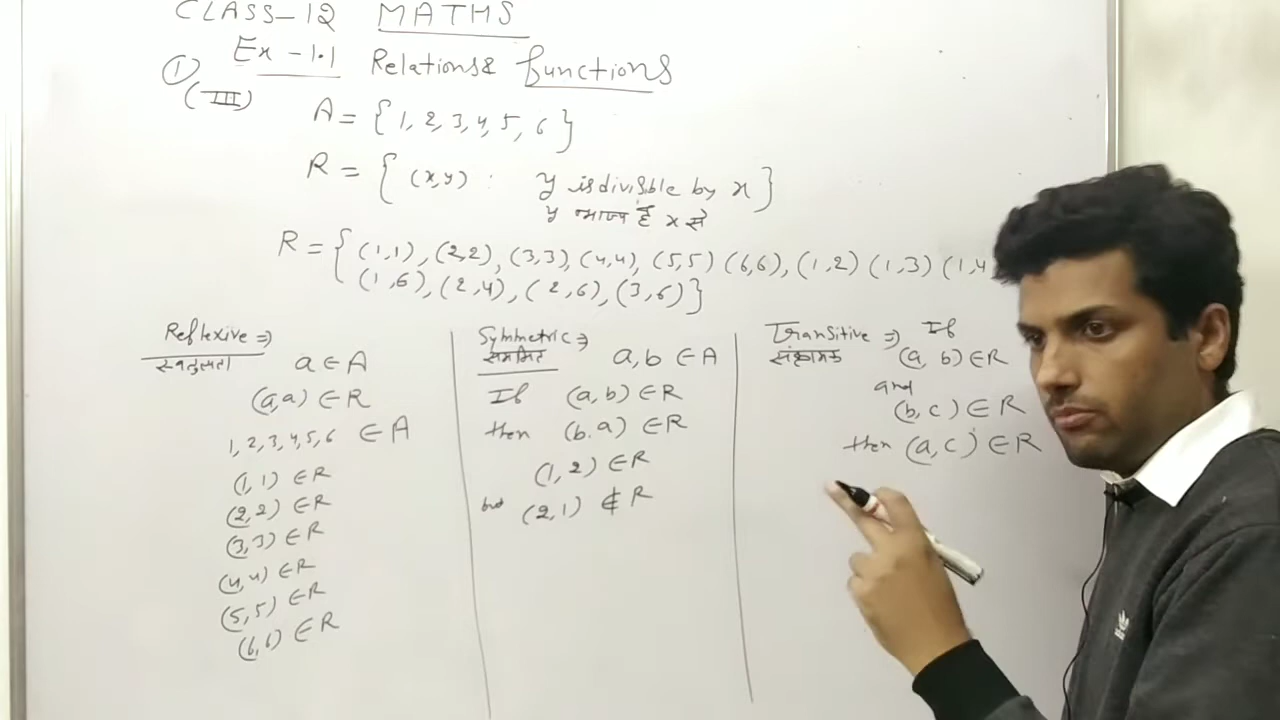 CLASS-12 MATHS
Ex-1.1 Relations & functions
① (III)
A = {1, 2, 3, 4, 5, 6}
R = {(x,y) : y is divisible by x}
y भाज्य है x से
R = {(1,1), (2,2), (3,3), (4,4), (5,5) (6,6), (1,2) (1,3) (1,4
(1,6), (2,4), (2,6), (3,6)}
Reflexive ⇒
स्वतुल्यता
a ∈ A
(a,a) ∈ R
1, 2, 3, 4, 5, 6 ∈ A
(1,1) ∈ R
(2,2) ∈ R
(3,3) ∈ R
(4,4) ∈ R
(5,5) ∈ R
(6,6) ∈ R
Symmetric ⇒
सममित
a, b ∈ A
If (a, b) ∈ R
then (b.a) ∈ R
(1, 2) ∈ R
but (2,1) ∉ R
Transitive ⇒ If
संक्रामक
(a, b) ∈ R
and
(b, c) ∈ R
then (a, c) ∈ R